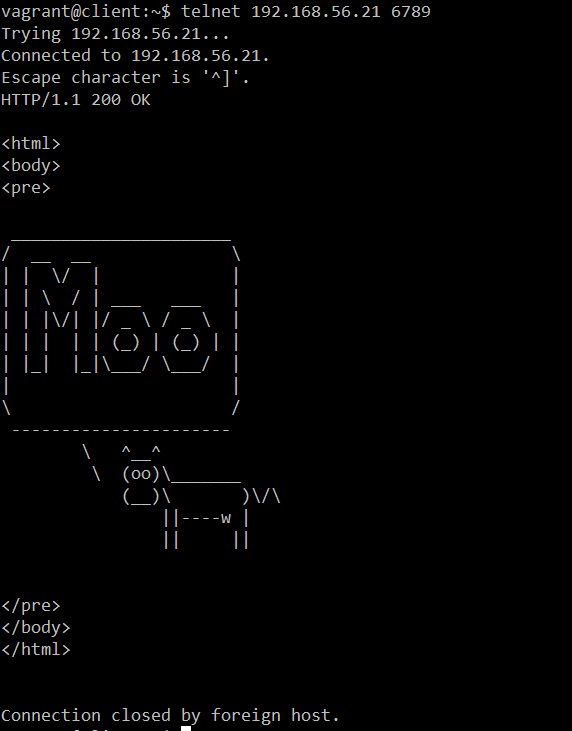 vagrant@client:~$ telnet 192.168.56.21 6789
Trying 192.168.56.21...
Connected to 192.168.56.21.
Escape character is '^]'.
HTTP/1.1 200 OK

<html>
<body>
<pre>

 ______________________
/  __  __              \
| |  \/  |             |
| | \  / | ___   ___   |
| | |\/| |/ _ \ / _ \  |
| | |  | | (_) | (_) | |
| |_|  |_|\___/ \___/  |
|                      |
\                      /
 ----------------------
        \   ^__^
         \  (oo)\_______
            (__)\       )\/\
                ||----w |
                ||     ||


</pre>
</body>
</html>


Connection closed by foreign host.